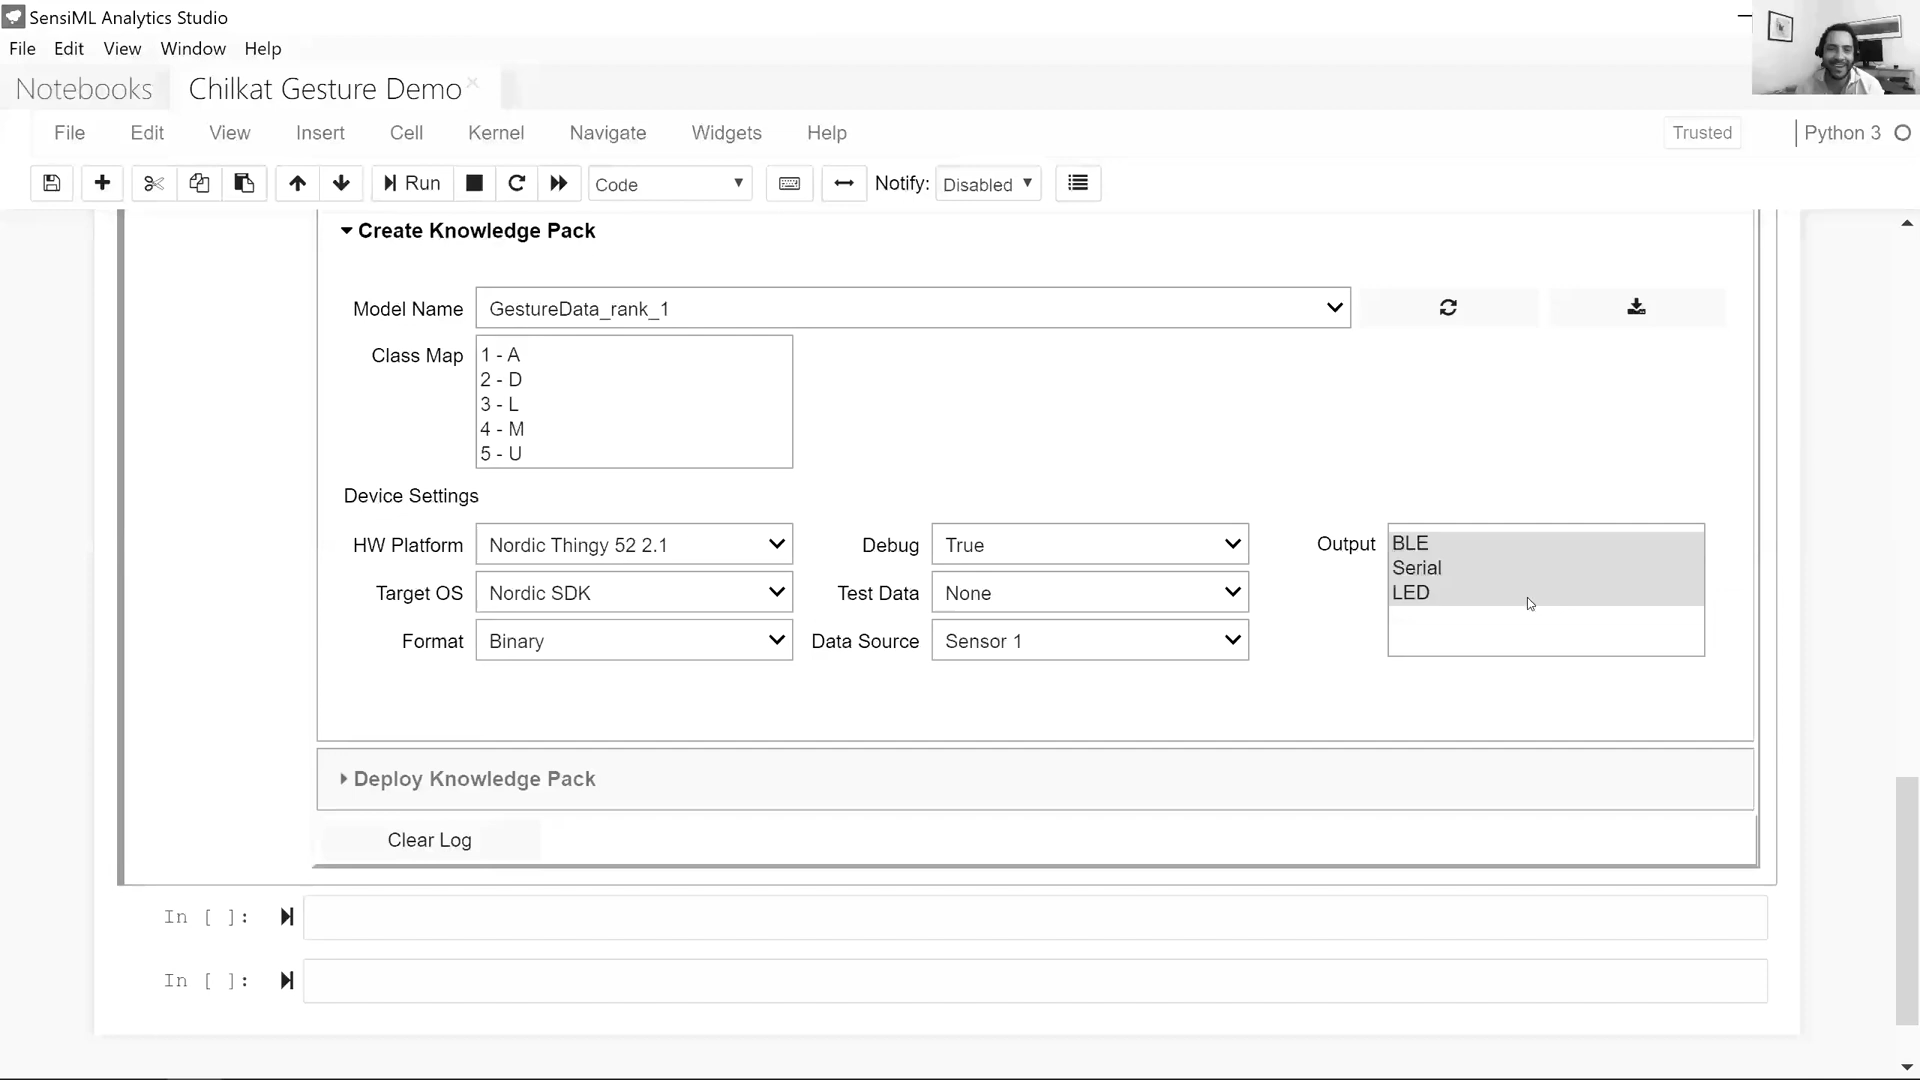 SensiML Analytics Studio
File Edit View Window Help
Notebooks Chilkat Gesture Demo
File Edit View Insert Cell Kernel Navigate Widgets Help Trusted Python 3
Run Code Notify: Disabled
Create Knowledge Pack
Model Name GestureData_rank_1
Class Map 1 - A
2 - D
3 - L
4 - M
5 - U
Device Settings
HW Platform Nordic Thingy 52 2.1 Debug True Output BLE
Serial
Target OS Nordic SDK Test Data None LED
Format Binary Data Source Sensor 1
Deploy Knowledge Pack
Clear Log
In [ ]:
In [ ]: